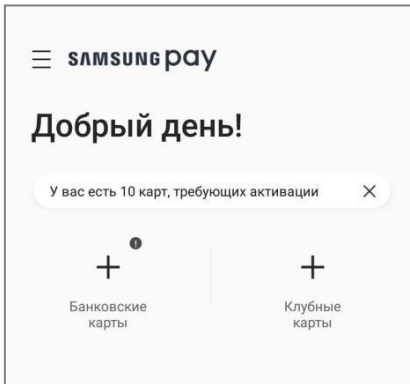 SAMSUNG pay
Добрый день!
У вас есть 10 карт, требующих активации
Банковские
карты
Клубные
карты